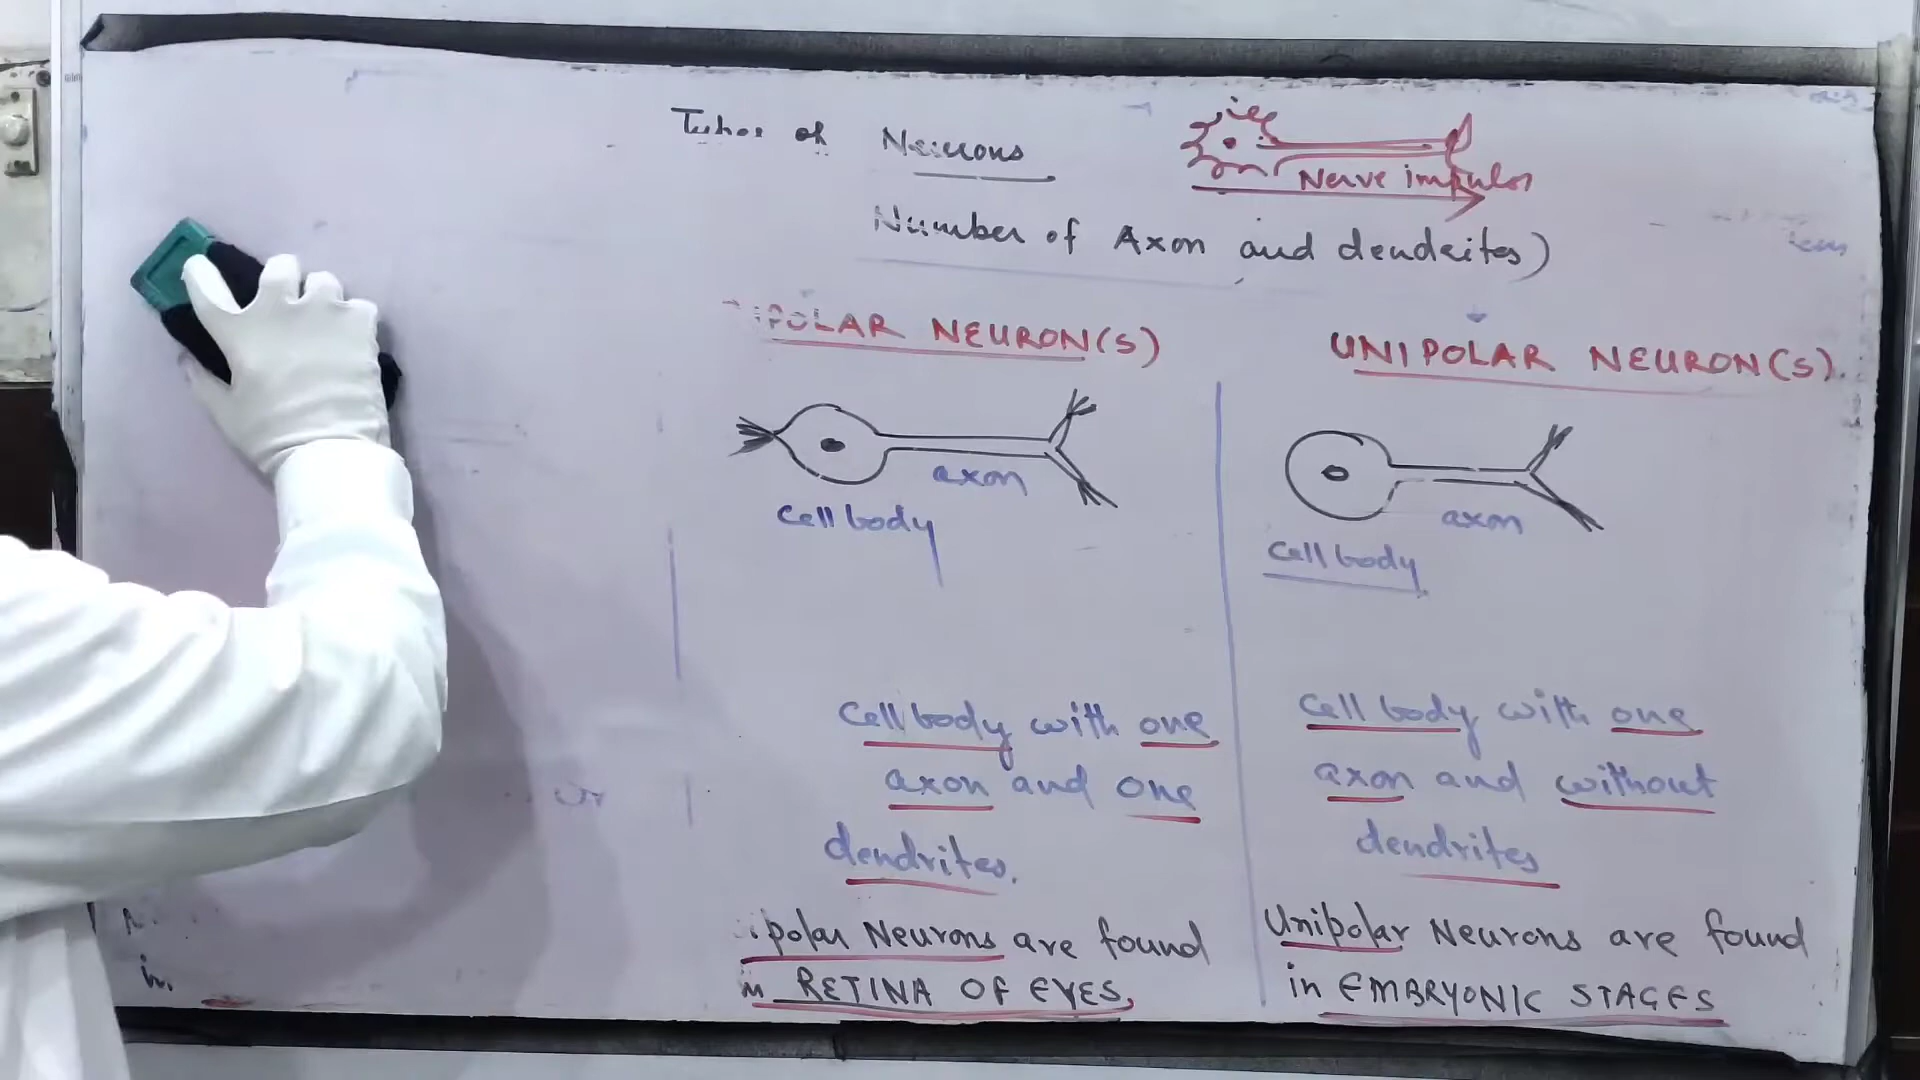 Types of Neurons
Nerve impulse
Number of Axon and dendrites)
POLAR NEURON(S)
UNIPOLAR NEURON(S).
axon
Cell body
axon
Cell body
Cell body with one
axon and one
dendrites.
polar Neurons are found
in RETINA OF EYES,
Cell body with one
axon and without
dendrites
Unipolar Neurons are found
in EMBRYONIC STAGES
in